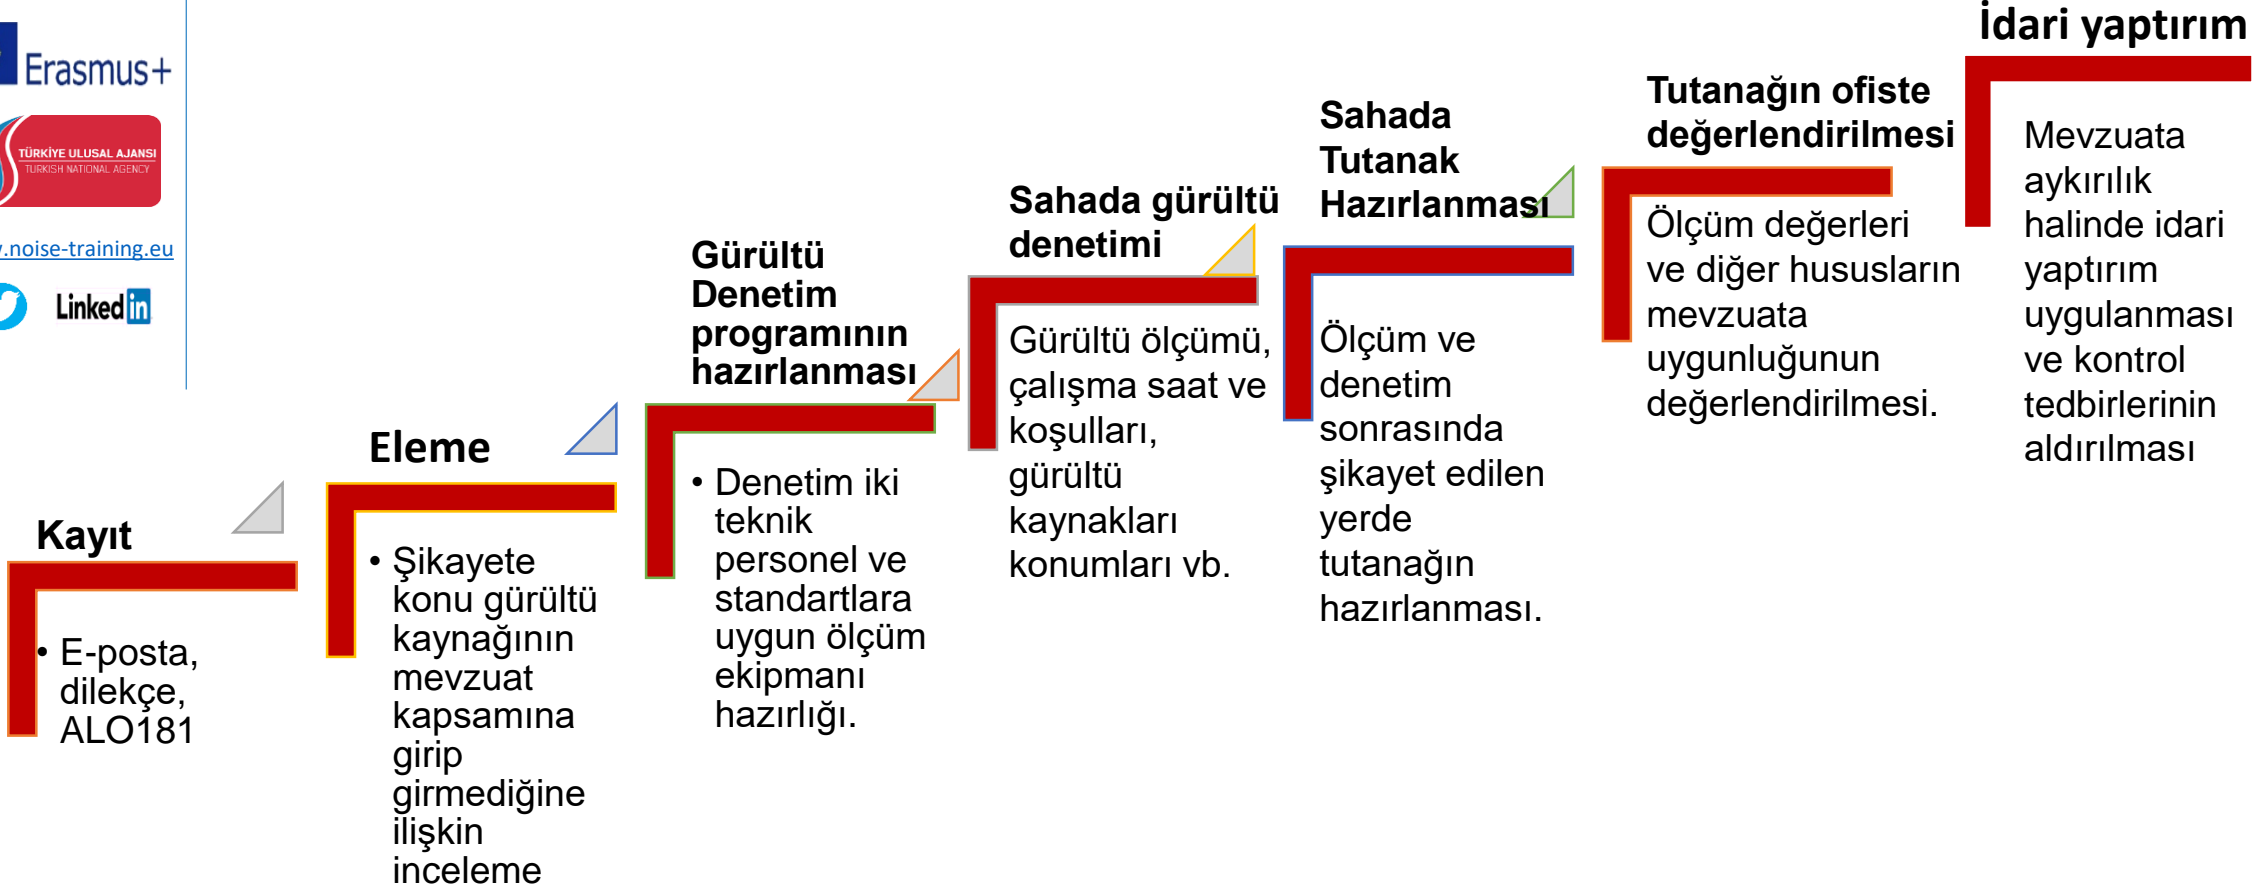 Erasmus+
TÜRKİYE ULUSAL AJANSI
TURKISH NATIONAL AGENCY
.noise-training.eu
Linked in
Kayıt
• E-posta,
dilekçe,
ALO181
Eleme
• Şikayete
konu gürültü
kaynağının
mevzuat
kapsamına
girip
girmediğine
ilişkin
inceleme
Gürültü
Denetim
programının
hazırlanması
• Denetim iki
teknik
personel ve
standartlara
uygun ölçüm
ekipmanı
hazırlığı.
Sahada gürültü
denetimi
Gürültü ölçümü,
çalışma saat ve
koşulları,
gürültü
kaynakları
konumları vb.
Sahada
Tutanak
Hazırlanması
Ölçüm ve
denetim
sonrasında
şikayet edilen
yerde
tutanağın
hazırlanması.
Tutanağın ofiste
değerlendirilmesi
Ölçüm değerleri
ve diğer hususların
mevzuata
uygunluğunun
değerlendirilmesi.
İdari yaptırım
Mevzuata
aykırılık
halinde idari
yaptırım
uygulanması
ve kontrol
tedbirlerinin
aldırılması